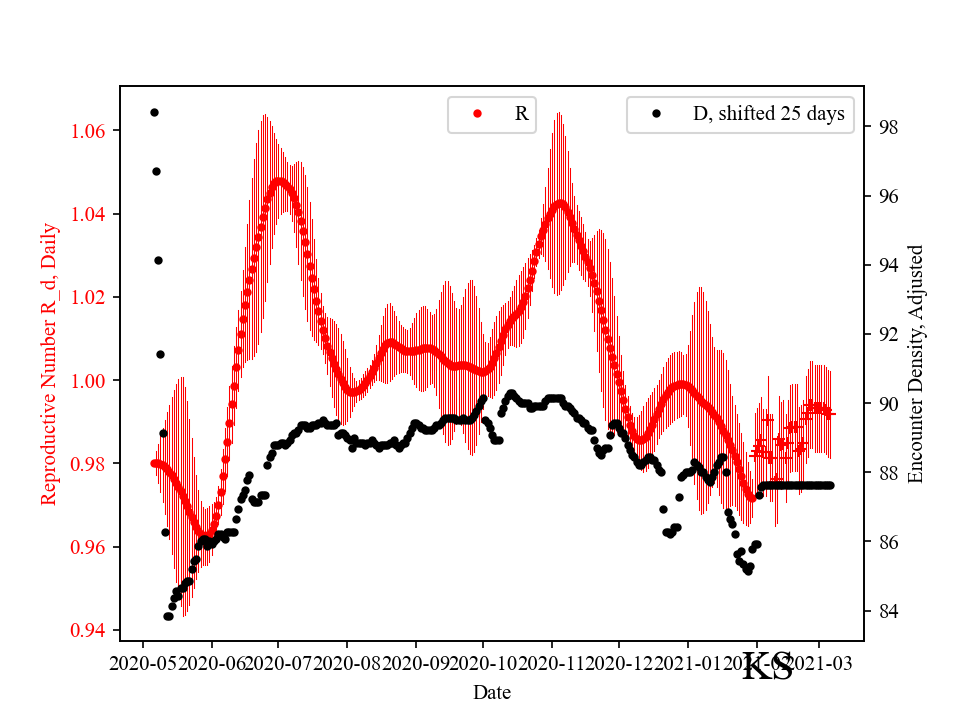 R
D, shifted 25 days
1.06
1.04
1.02
1.00
0.98
0.96
0.94
Reproductive Number R_d, Daily
98
96
94
92
90
88
86
84
Encounter Density, Adjusted
2020-05 2020-06 2020-07 2020-08 2020-09 2020-10 2020-11 2020-12 2021-01 2021-02 2021-03
KS
Date